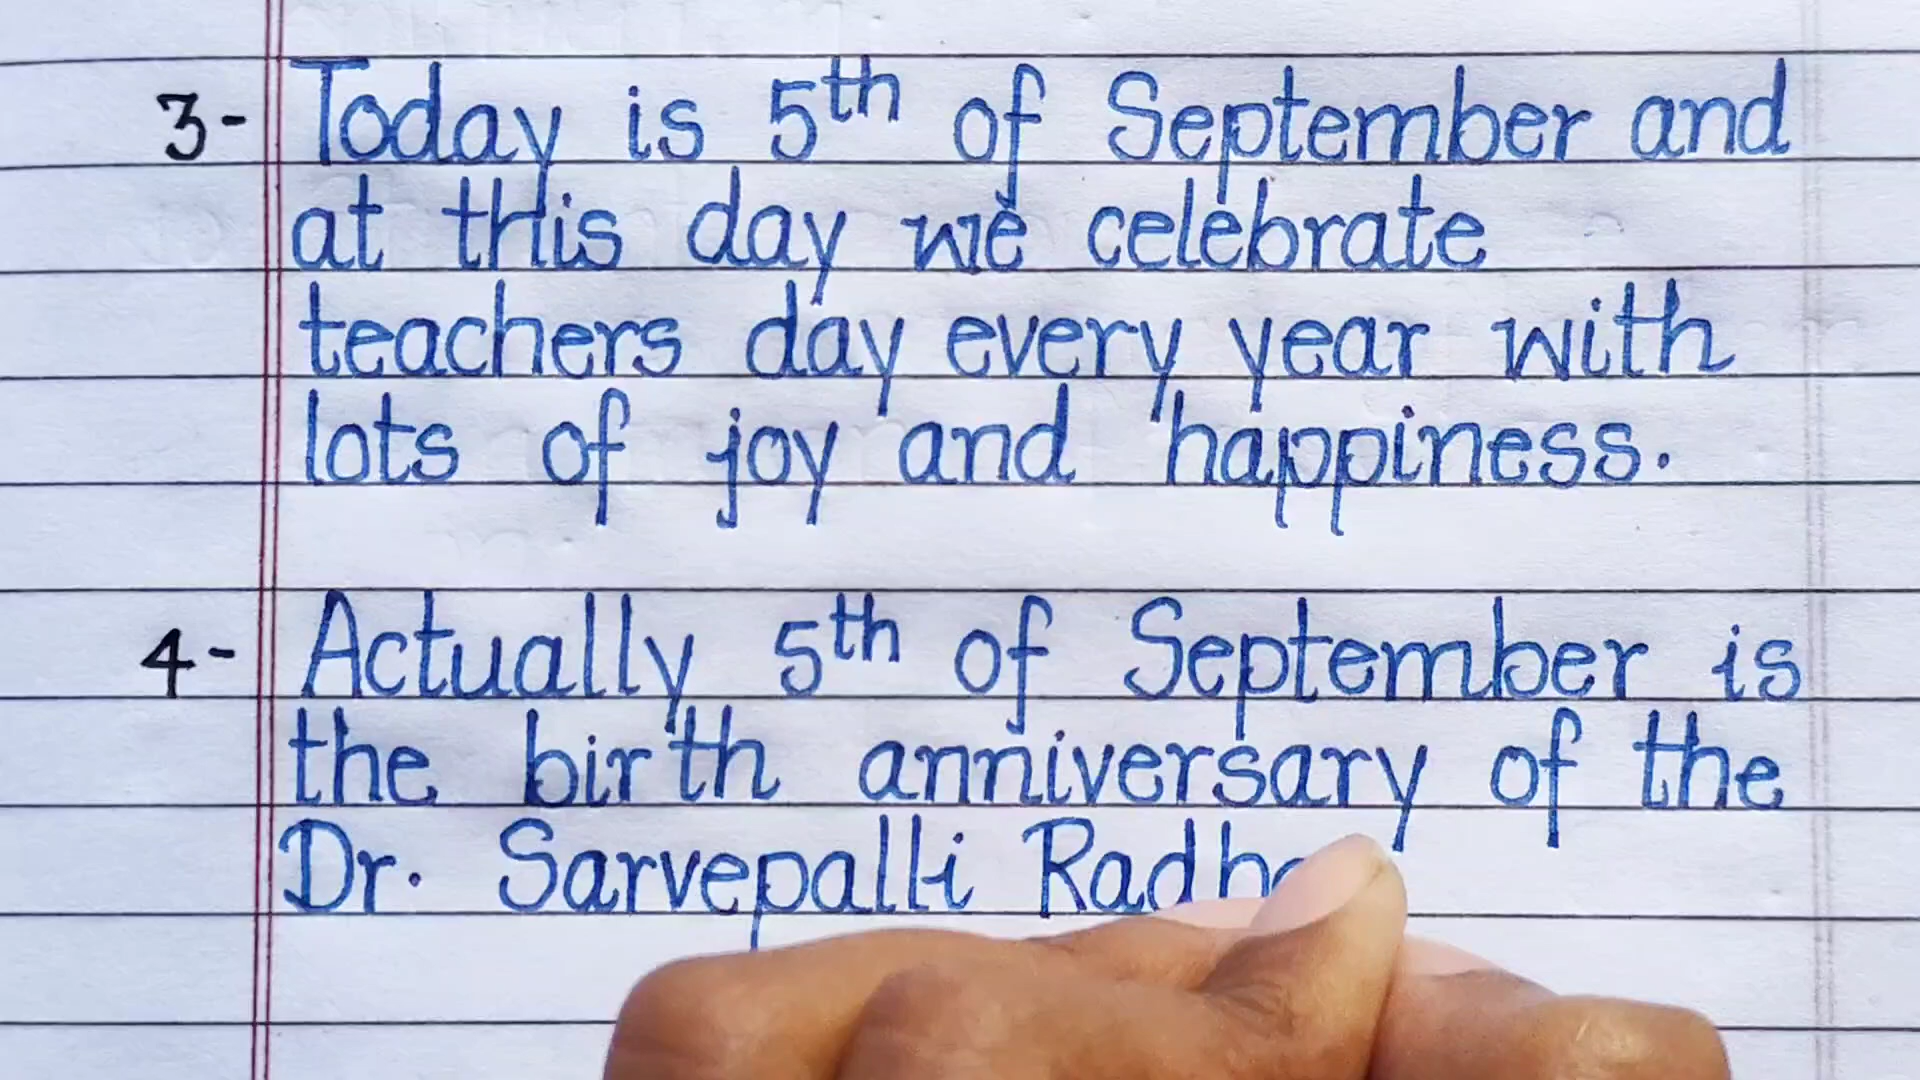 3- Today is 5th of September and
at this day we celebrate
teachers day every year with
lots of joy and happiness.
4- Actually 5th of September is
the birth anniversary of the
Dr. Sarvepalli